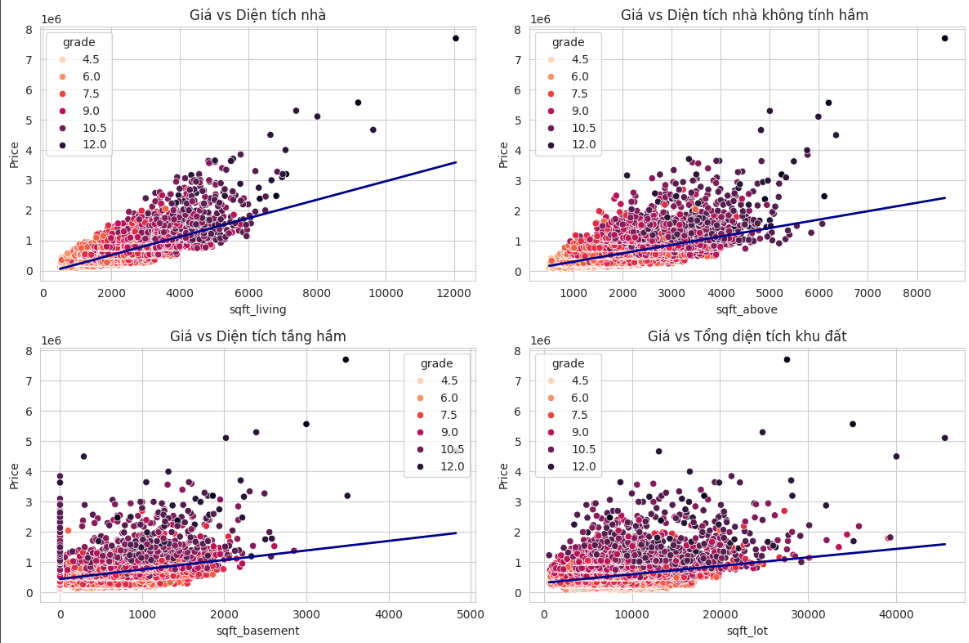 Giá vs Diện tích nhà
1e6
grade
4.5
6.0
7.5
9.0
10.5
12.0
8
7
6
5
4
3
2
1
0
Price
0 2000 4000 6000 8000 10000 12000
sqft_living
Giá vs Diện tích nhà không tính hầm
1e6
grade
4.5
6.0
7.5
9.0
10.5
12.0
8
7
6
5
4
3
2
1
0
Price
1000 2000 3000 4000 5000 6000 7000 8000
sqft_above
Giá vs Diện tích tầng hầm
1e6
grade
4.5
6.0
7.5
9.0
10.5
12.0
8
7
6
5
4
3
2
1
0
Price
0 1000 2000 3000 4000 5000
sqft_basement
Giá vs Tổng diện tích khu đất
1e6
grade
4.5
6.0
7.5
9.0
10.5
12.0
8
7
6
5
4
3
2
1
0
Price
0 10000 20000 30000 40000
sqft_lot